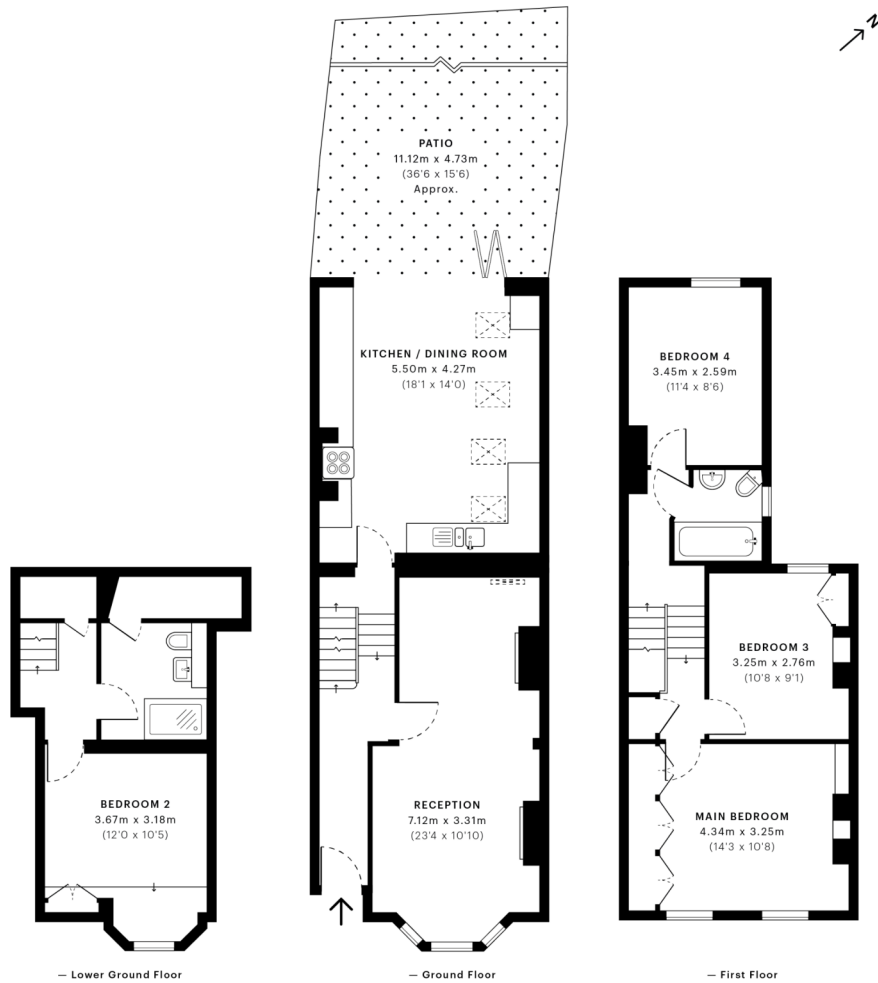 N
PATIO
11.12m x 4.73m
(36'6 x 15'6)
Approx.
KITCHEN / DINING ROOM
5.50m x 4.27m
(18'1 x 14'0)
BEDROOM 4
3.45m x 2.59m
(11'4 x 8'6)
BEDROOM 3
3.25m x 2.76m
(10'8 x 9'1)
BEDROOM 2
3.67m x 3.18m
(12'0 x 10'5)
RECEPTION
7.12m x 3.31m
(23'4 x 10'10)
MAIN BEDROOM
4.34m x 3.25m
(14'3 x 10'8)
— Lower Ground Floor
— Ground Floor
— First Floor